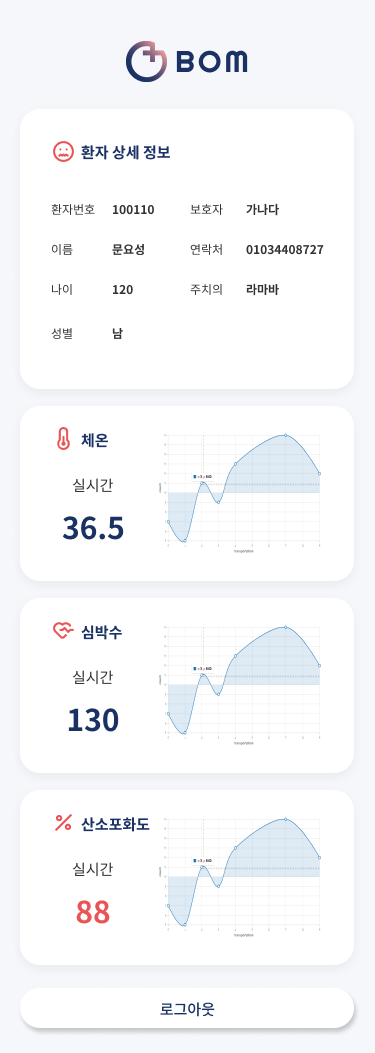 BOM
환자 상세 정보
환자번호 100110 보호자 가나다
이름 문요성 연락처 01034408727
나이 120 주치의 라마바
성별 남
체온
실시간
36.5
심박수
실시간
130
산소포화도
실시간
88
로그아웃